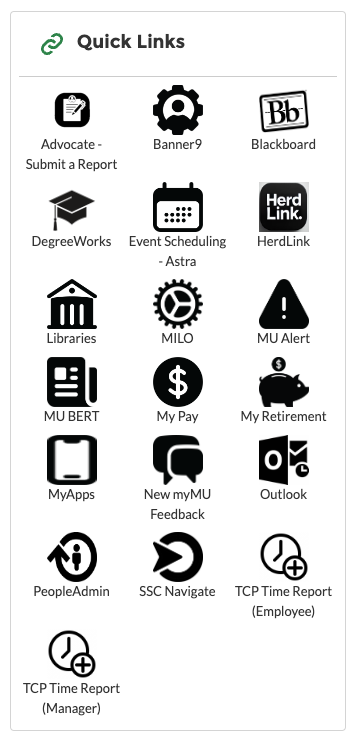 Quick Links
Advocate -
Submit a Report
Banner9
Bb
Blackboard
DegreeWorks
Event Scheduling
- Astra
Herd
Link.
HerdLink
Libraries
MILO
MU Alert
MU BERT
My Pay
My Retirement
MyApps
New myMU
Feedback
Outlook
PeopleAdmin
SSC Navigate
TCP Time Report
(Employee)
TCP Time Report
(Manager)